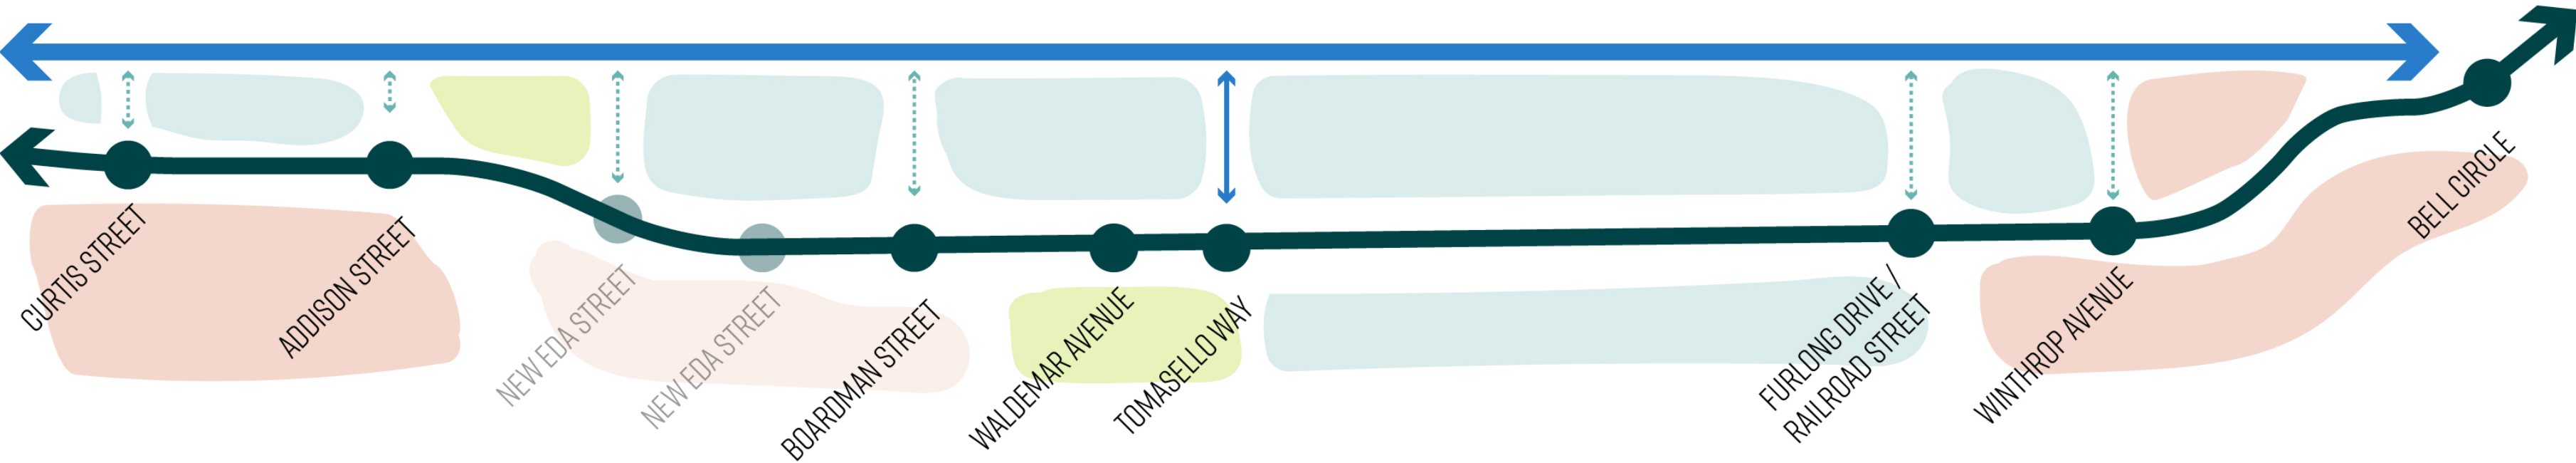 CURTIS STREET
ADDISON STREET
NEW EDA STREET
NEW EDA STREET
BOARDMAN STREET
WALDEMAR AVENUE
TOMASELLO WAY
FURLONG DRIVE /
RAILROAD STREET
WINTHROP AVENUE
BELL CIRCLE